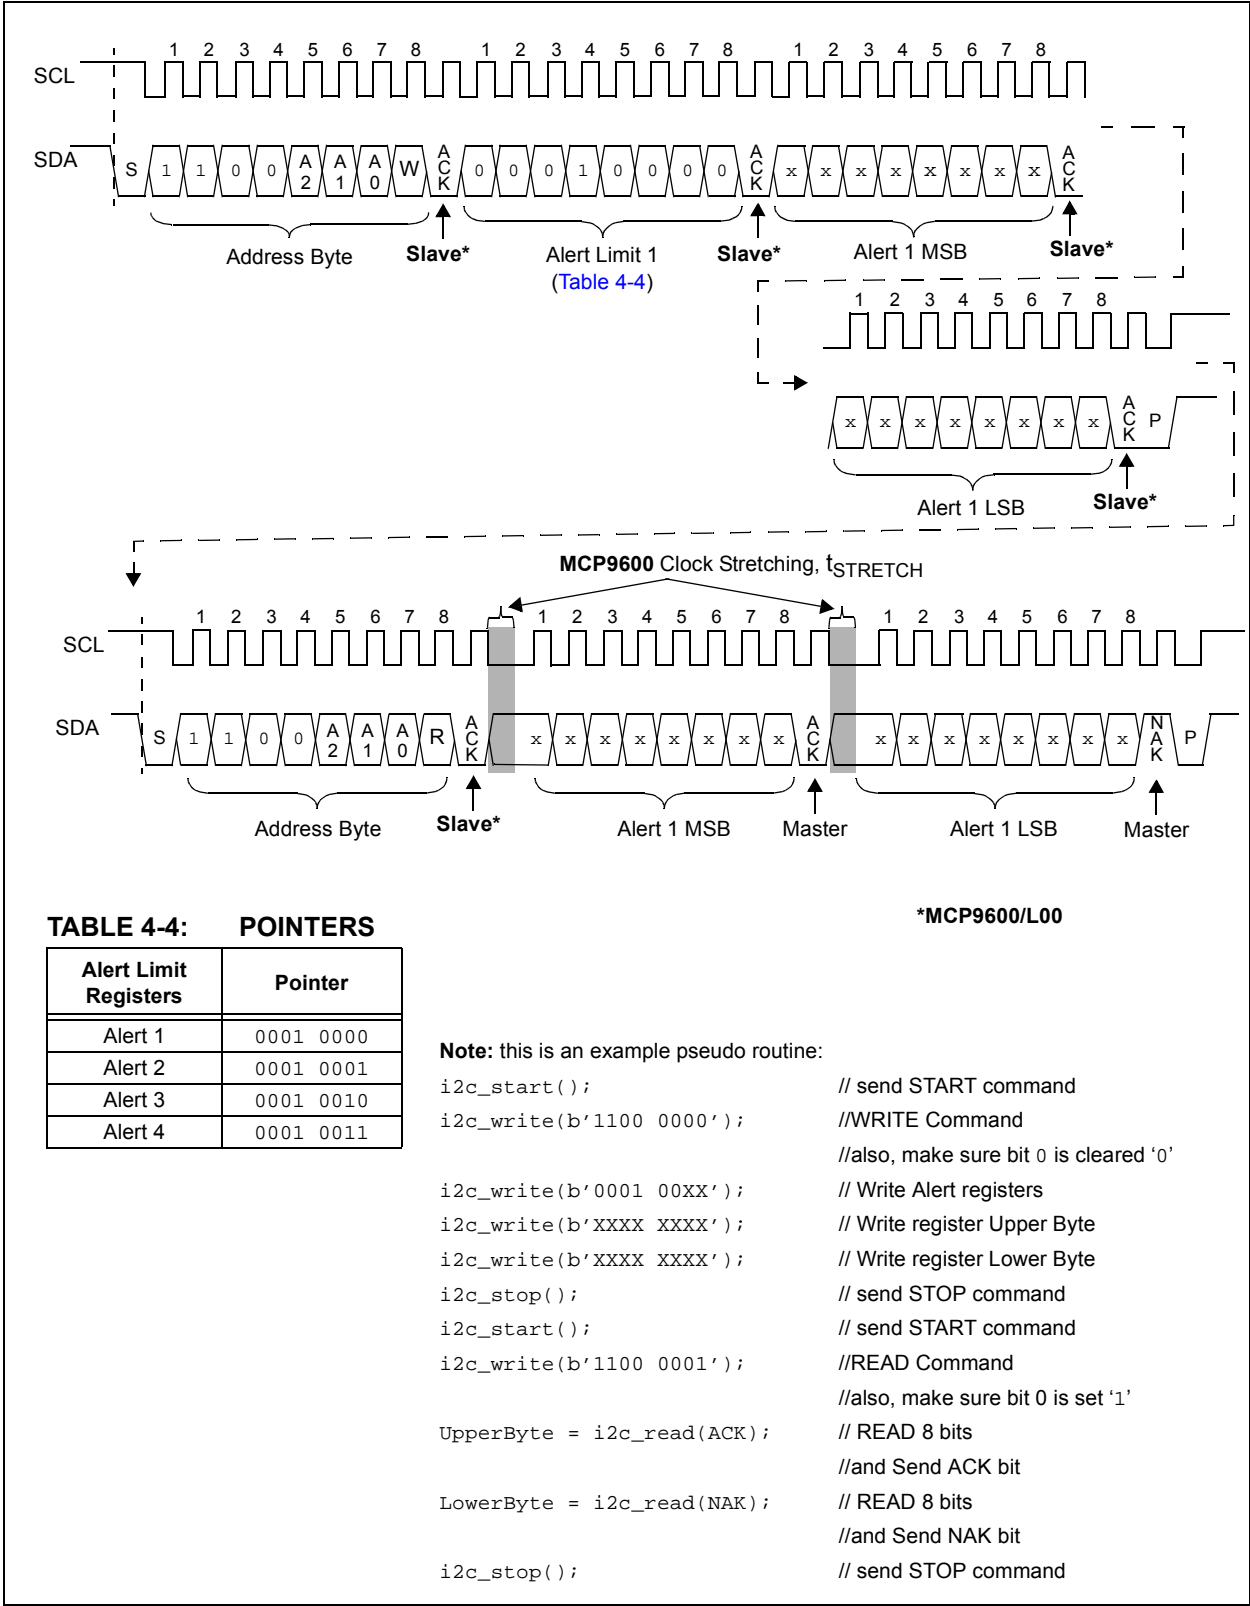 1 2 3 4 5 6 7 8 1 2 3 4 5 6 7 8 1 2 3 4 5 6 7 8
SCL
SDA S 1 1 0 0 A2 A1 A0 W ACK 0 0 0 1 0 0 0 0 ACK x x x x x x x x ACK
Address Byte Slave* Alert Limit 1 Slave* Alert 1 MSB Slave*
(Table 4-4)
1 2 3 4 5 6 7 8
x x x x x x x x ACK P
Alert 1 LSB Slave*
MCP9600 Clock Stretching, tSTRETCH
1 2 3 4 5 6 7 8 1 2 3 4 5 6 7 8 1 2 3 4 5 6 7 8
SCL
SDA S 1 1 0 0 A2 A1 A0 R ACK x x x x x x x x ACK x x x x x x x x NAK P
Address Byte Slave* Alert 1 MSB Master Alert 1 LSB Master
*MCP9600/L00
TABLE 4-4: POINTERS
Alert Limit Registers Pointer
Alert 1 0001 0000
Alert 2 0001 0001
Alert 3 0001 0010
Alert 4 0001 0011
Note: this is an example pseudo routine:
i2c_start(); // send START command
i2c_write(b’1100 0000’); //WRITE Command
//also, make sure bit 0 is cleared ‘0’
i2c_write(b’0001 00XX’); // Write Alert registers
i2c_write(b’XXXX XXXX’); // Write register Upper Byte
i2c_write(b’XXXX XXXX’); // Write register Lower Byte
i2c_stop(); // send STOP command
i2c_start(); // send START command
i2c_write(b’1100 0001’); //READ Command
//also, make sure bit 0 is set ‘1’
UpperByte = i2c_read(ACK); // READ 8 bits
//and Send ACK bit
LowerByte = i2c_read(NAK); // READ 8 bits
//and Send NAK bit
i2c_stop(); // send STOP command